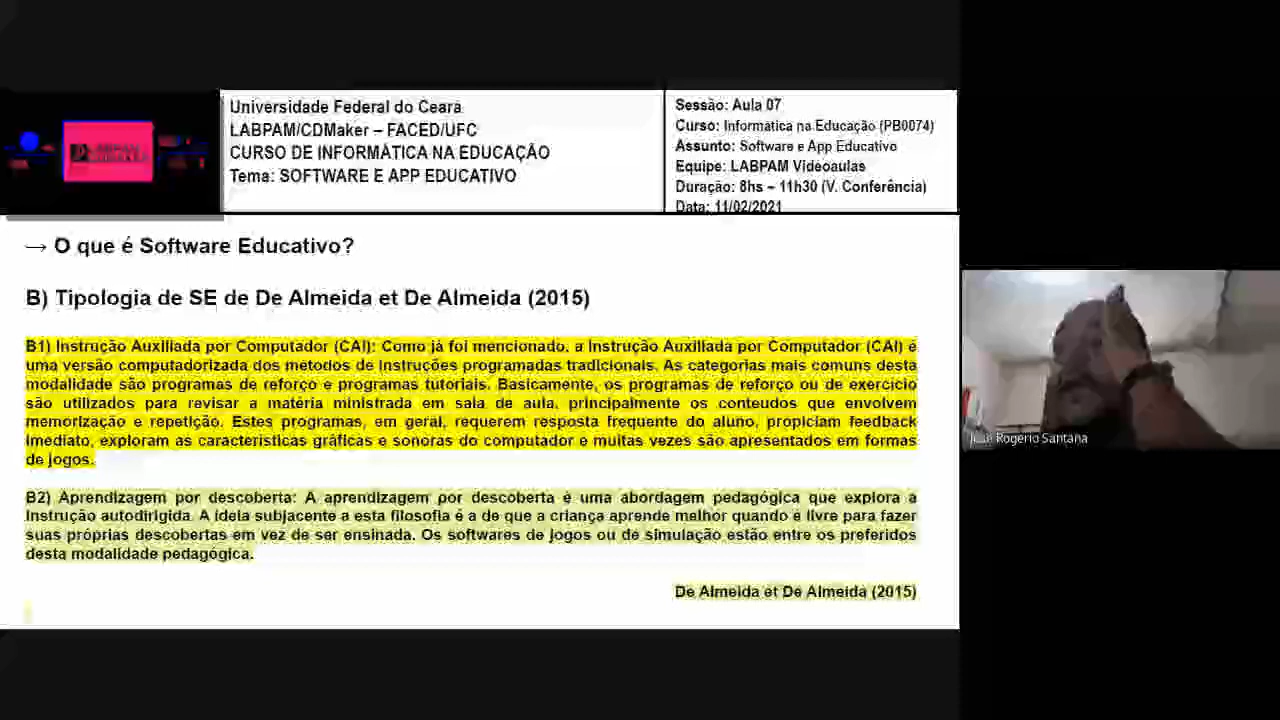 Universidade Federal do Ceará
LABPAM/CDMaker – FACED/UFC
CURSO DE INFORMÁTICA NA EDUCAÇÃO
Tema: SOFTWARE E APP EDUCATIVO
Sessão: Aula 07
Curso: Informática na Educação (PB0074)
Assunto: Software e App Educativo
Equipe: LABPAM Videoaulas
Duração: 8hs – 11h30 (V. Conferência)
Data: 11/02/2021
→ O que é Software Educativo?
B) Tipologia de SE de De Almeida et De Almeida (2015)
B1) Instrução Auxiliada por Computador (CAI): Como já foi mencionado, a Instrução Auxiliada por Computador (CAI) é
uma versão computadorizada dos métodos de instruções programadas tradicionais. As categorias mais comuns desta
modalidade são programas de reforço e programas tutoriais. Basicamente, os programas de reforço ou de exercício
são utilizados para revisar a matéria ministrada em sala de aula, principalmente os conteúdos que envolvem
memorização e repetição. Estes programas, em geral, requerem resposta frequente do aluno, propiciam feedback
imediato, exploram as características gráficas e sonoras do computador e muitas vezes são apresentados em formas
de jogos.
B2) Aprendizagem por descoberta: A aprendizagem por descoberta é uma abordagem pedagógica que explora a
instrução autodirigida. A ideia subjacente a esta filosofia é a de que a criança aprende melhor quando é livre para fazer
suas próprias descobertas em vez de ser ensinada. Os softwares de jogos ou de simulação estão entre os preferidos
desta modalidade pedagógica.
De Almeida et De Almeida (2015)
José Rogério Santana